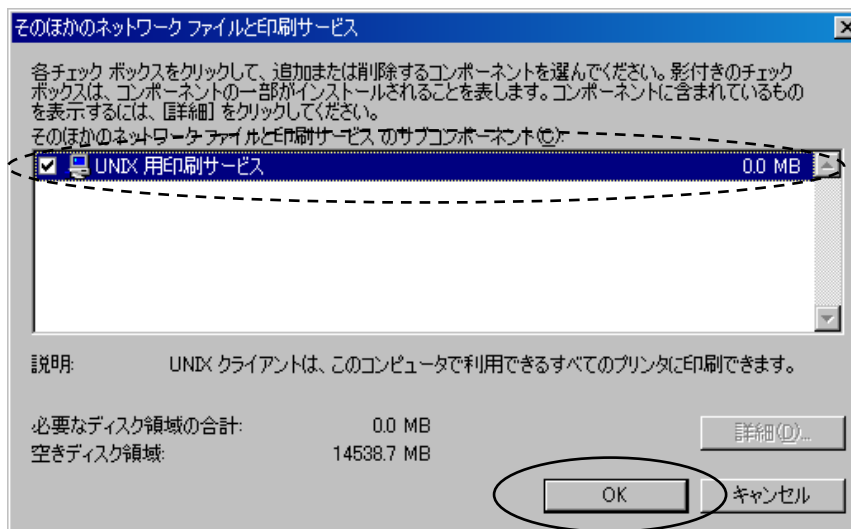 そのほかのネットワーク ファイルと印刷サービス
各チェック ボックスをクリックして、追加または削除するコンポーネントを選んでください。影付きのチェック
ボックスは、コンポーネントの一部がインストールされることを表します。コンポーネントに含まれているもの
を表示するには、[詳細] をクリックしてください。
そのほかのネットワーク ファイルと印刷サービス のサブコンポーネント(C):
UNIX 用印刷サービス 0.0 MB
説明: UNIX クライアントは、このコンピュータで利用できるすべてのプリンタに印刷できます。
必要なディスク領域の合計: 0.0 MB
空きディスク領域: 14538.7 MB
詳細(D)...
OK キャンセル